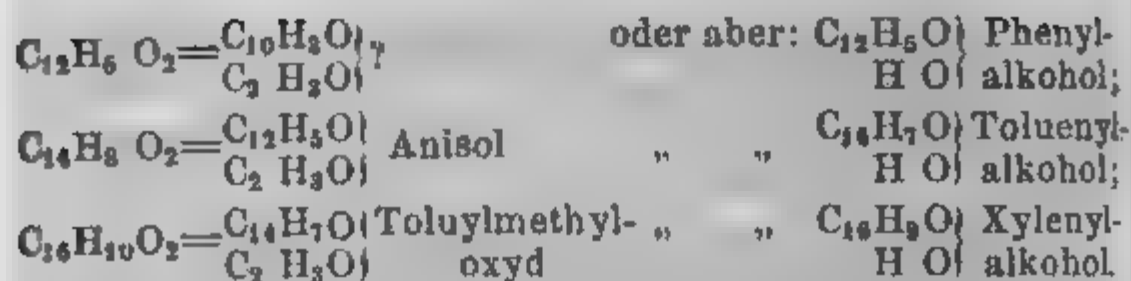 C₁₂H₆ O₂=C₁₀H₃O} ? oder aber: C₁₂H₅O} Phenyl-
C₂ H₃O} H O} alkohol;
C₁₄H₈ O₂=C₁₂H₅O} Anisol „ „ C₁₄H₇O} Toluenyl-
C₂ H₃O} H O} alkohol;
C₁₆H₁₀O₂=C₁₄H₇O} Toluylmethyl- „ „ C₁₆H₉O} Xylenyl-
C₂ H₃O} oxyd H O} alkohol.